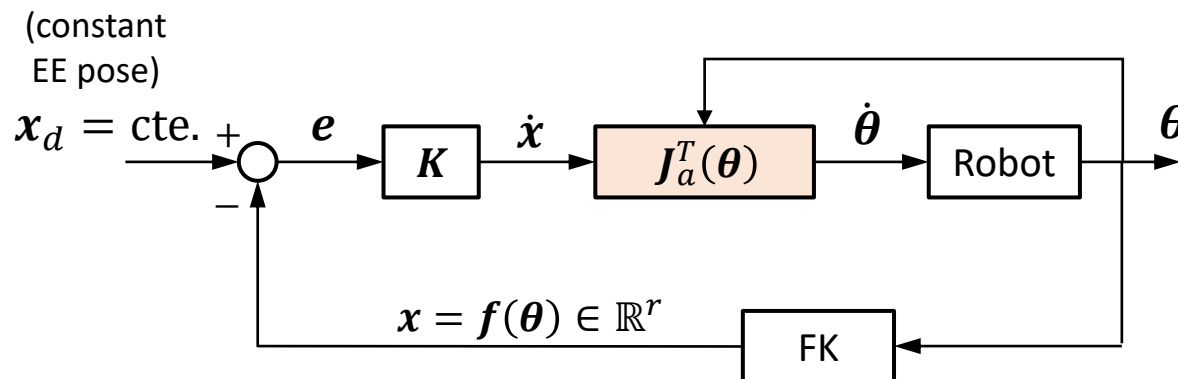 (constant
EE pose)
𝒙_d = cte.
+
−
𝒆
𝑲
𝒙̇
𝑱_a^T(𝜽)
𝜽̇
Robot
𝜽
𝒙 = 𝒇(𝜽) ∈ ℝ^r
FK